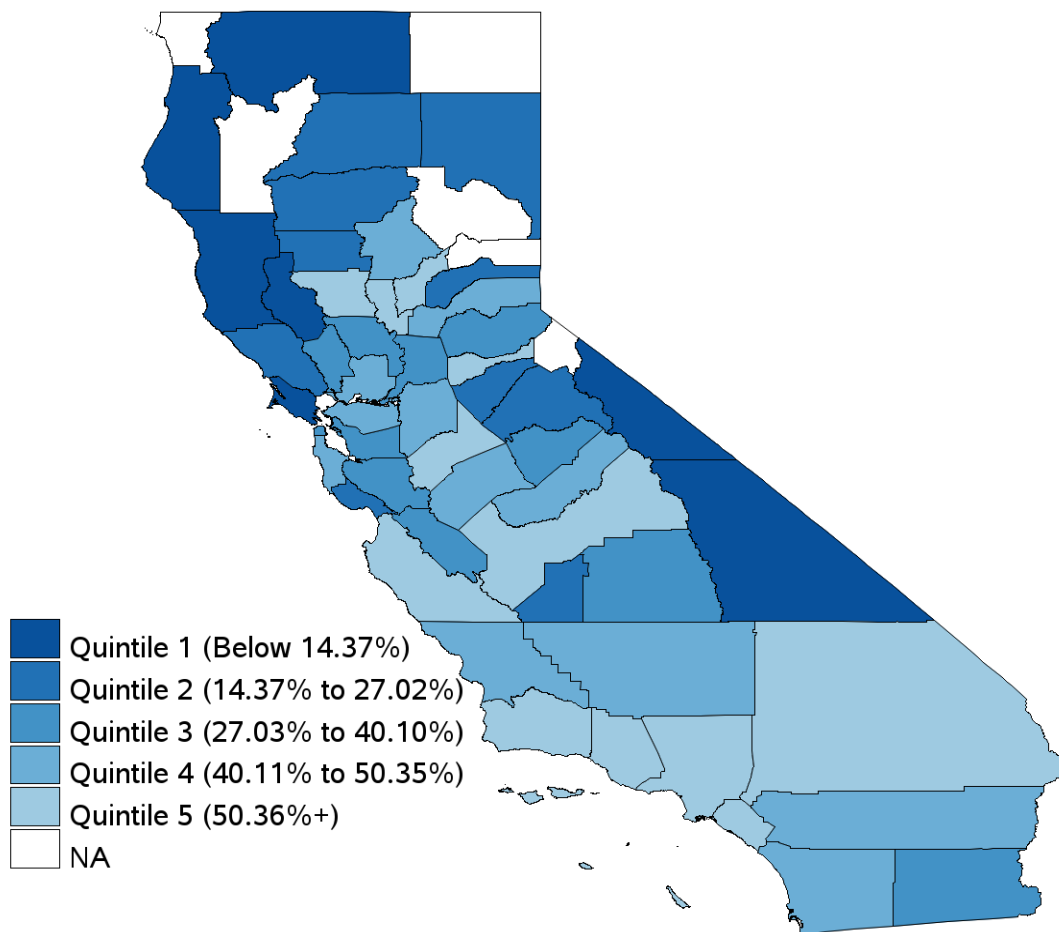 Quintile 1 (Below 14.37%)
Quintile 2 (14.37% to 27.02%)
Quintile 3 (27.03% to 40.10%)
Quintile 4 (40.11% to 50.35%)
Quintile 5 (50.36%+)
NA